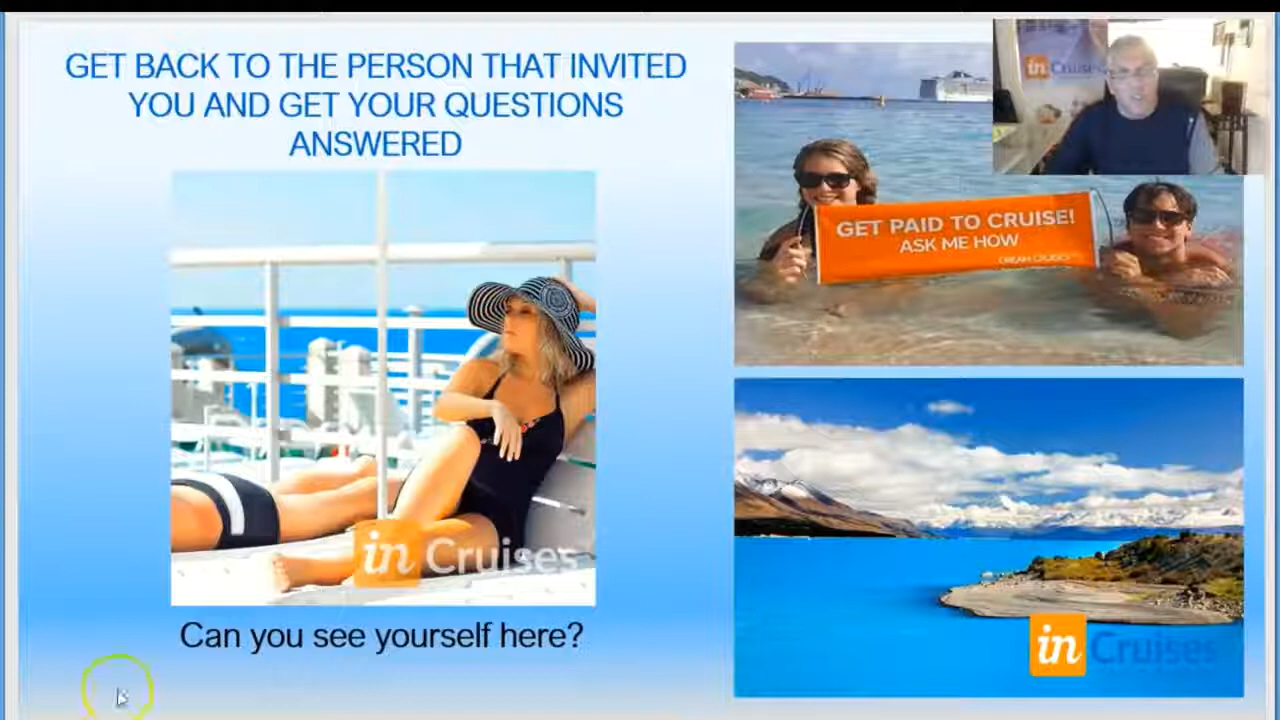 GET BACK TO THE PERSON THAT INVITED
YOU AND GET YOUR QUESTIONS
ANSWERED
in Cruises
GET PAID TO CRUISE!
ASK ME HOW
in Cruises
Can you see yourself here?
in Cruises